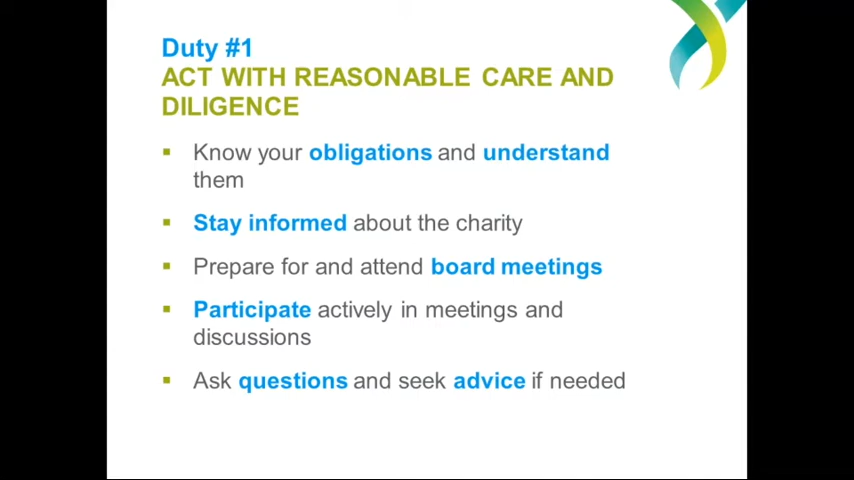 Duty #1
ACT WITH REASONABLE CARE AND
DILIGENCE
▪ Know your obligations and understand
them
▪ Stay informed about the charity
▪ Prepare for and attend board meetings
▪ Participate actively in meetings and
discussions
▪ Ask questions and seek advice if needed